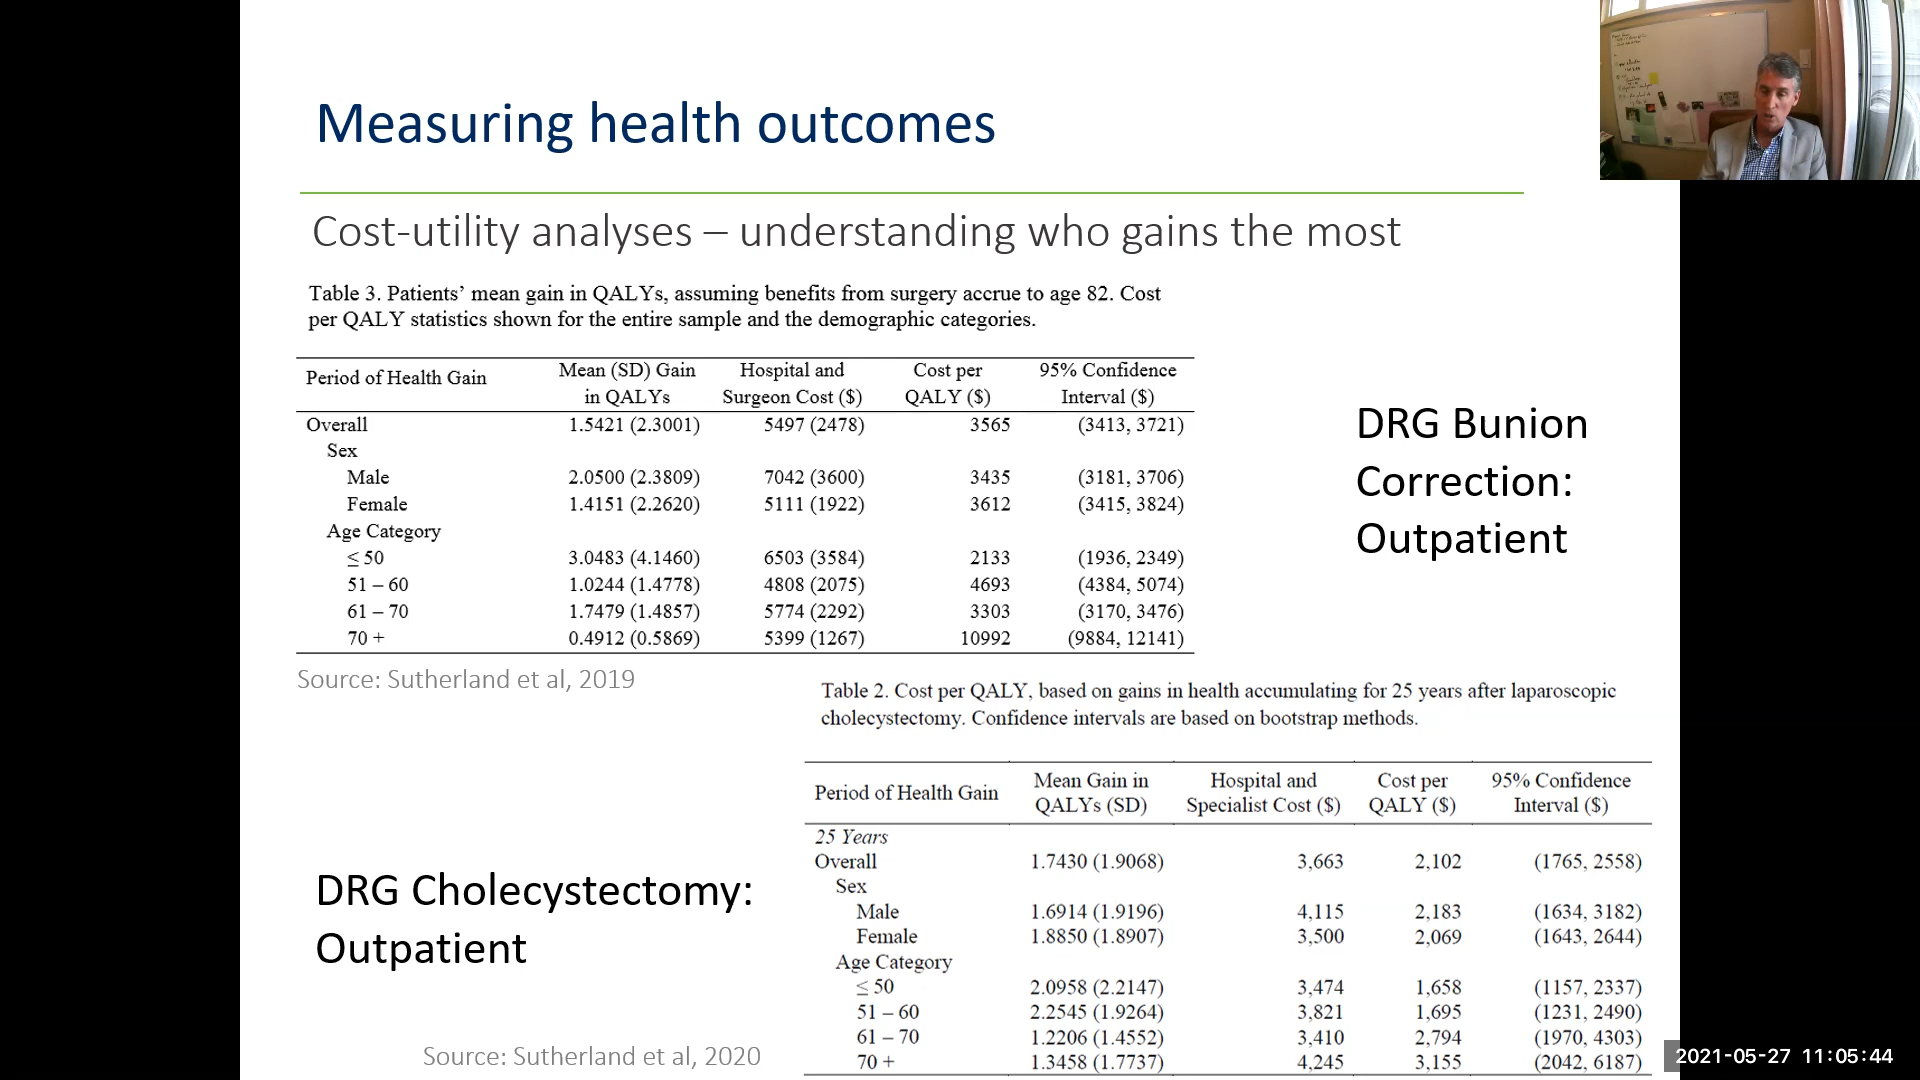 Measuring health outcomes
Cost-utility analyses – understanding who gains the most
Table 3. Patients’ mean gain in QALYs, assuming benefits from surgery accrue to age 82. Cost
per QALY statistics shown for the entire sample and the demographic categories.
Period of Health Gain Mean (SD) Gain in QALYs Hospital and Surgeon Cost ($) Cost per QALY ($) 95% Confidence Interval ($)
Overall 1.5421 (2.3001) 5497 (2478) 3565 (3413, 3721)
Sex
Male 2.0500 (2.3809) 7042 (3600) 3435 (3181, 3706)
Female 1.4151 (2.2620) 5111 (1922) 3612 (3415, 3824)
Age Category
≤ 50 3.0483 (4.1460) 6503 (3584) 2133 (1936, 2349)
51 – 60 1.0244 (1.4778) 4808 (2075) 4693 (4384, 5074)
61 – 70 1.7479 (1.4857) 5774 (2292) 3303 (3170, 3476)
70 + 0.4912 (0.5869) 5399 (1267) 10992 (9884, 12141)
Source: Sutherland et al, 2019
DRG Bunion
Correction:
Outpatient
Table 2. Cost per QALY, based on gains in health accumulating for 25 years after laparoscopic
cholecystectomy. Confidence intervals are based on bootstrap methods.
Period of Health Gain Mean Gain in QALYs (SD) Hospital and Specialist Cost ($) Cost per QALY ($) 95% Confidence Interval ($)
25 Years
Overall 1.7430 (1.9068) 3,663 2,102 (1765, 2558)
Sex
Male 1.6914 (1.9196) 4,115 2,183 (1634, 3182)
Female 1.8850 (1.8907) 3,500 2,069 (1643, 2644)
Age Category
≤ 50 2.0958 (2.2147) 3,474 1,658 (1157, 2337)
51 – 60 2.2545 (1.9264) 3,821 1,695 (1231, 2490)
61 – 70 1.2206 (1.4552) 3,410 2,794 (1970, 4303)
70 + 1.3458 (1.7737) 4,245 3,155 (2042, 6187)
DRG Cholecystectomy:
Outpatient
Source: Sutherland et al, 2020
2021-05-27 11:05:44